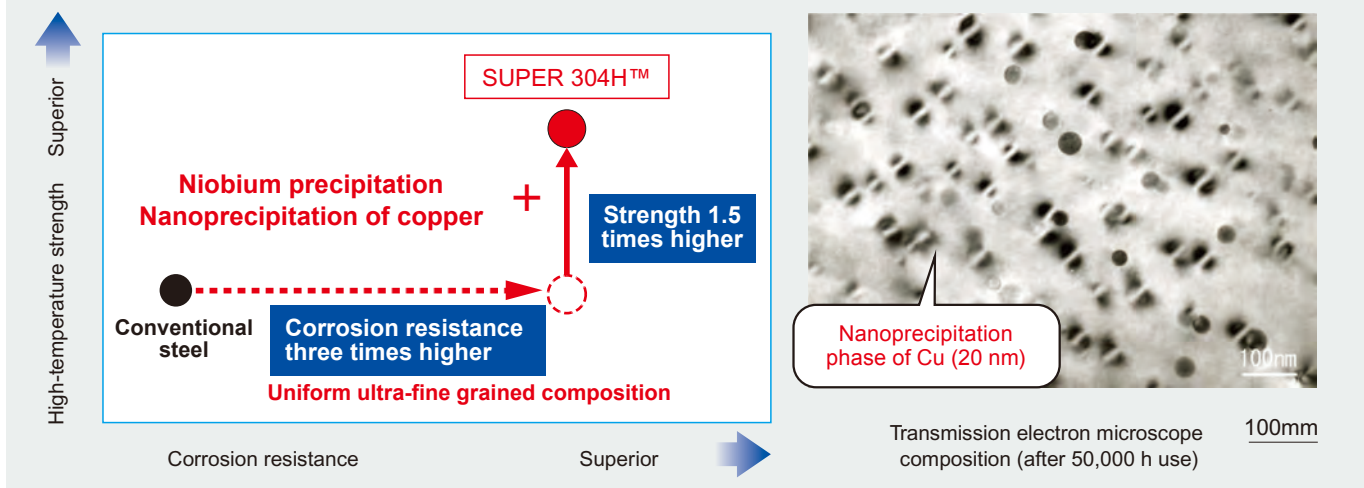 High-temperature strength Superior
SUPER 304H™
Niobium precipitation
Nanoprecipitation of copper
+
Strength 1.5
times higher
Conventional
steel
Corrosion resistance
three times higher
Uniform ultra-fine grained composition
Corrosion resistance Superior
Nanoprecipitation
phase of Cu (20 nm)
100nm
Transmission electron microscope
composition (after 50,000 h use)
100mm